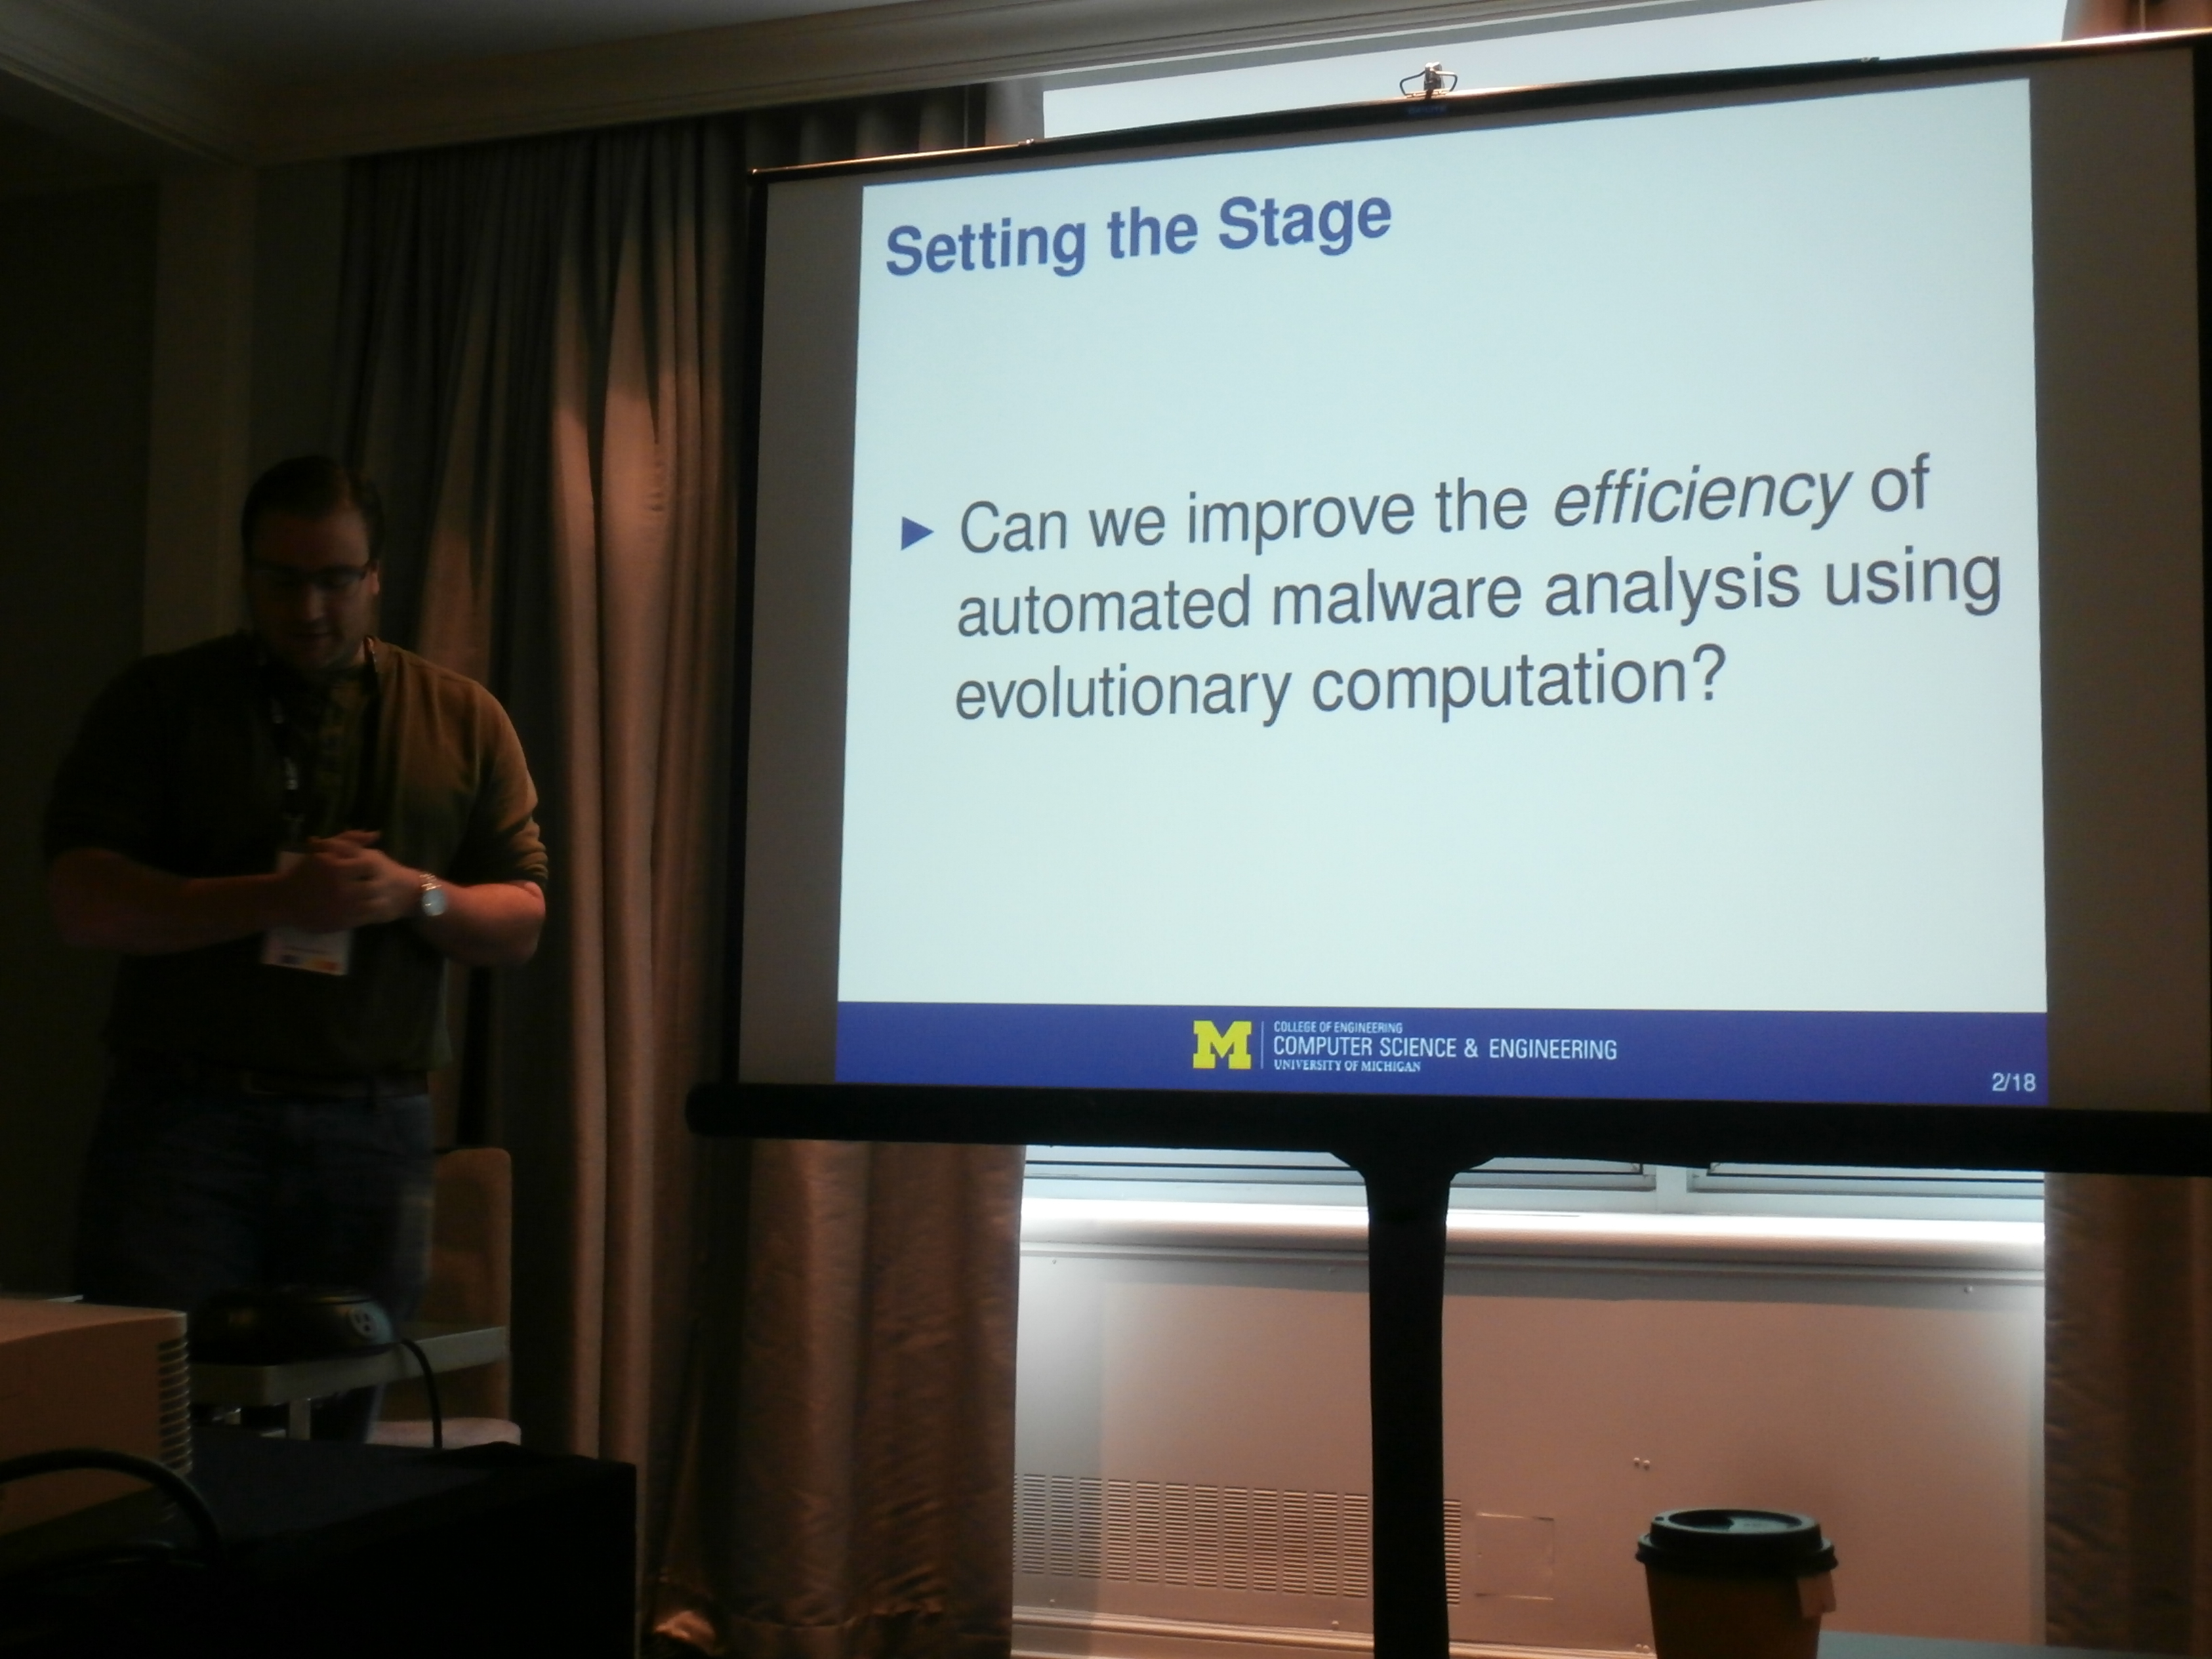 Setting the Stage
► Can we improve the efficiency of
automated malware analysis using
evolutionary computation?
M
COLLEGE OF ENGINEERING
COMPUTER SCIENCE & ENGINEERING
UNIVERSITY OF MICHIGAN
2/18